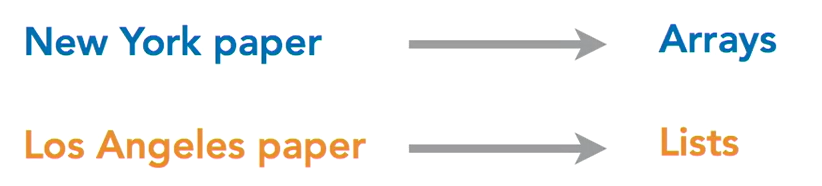 New York paper Arrays
Los Angeles paper Lists